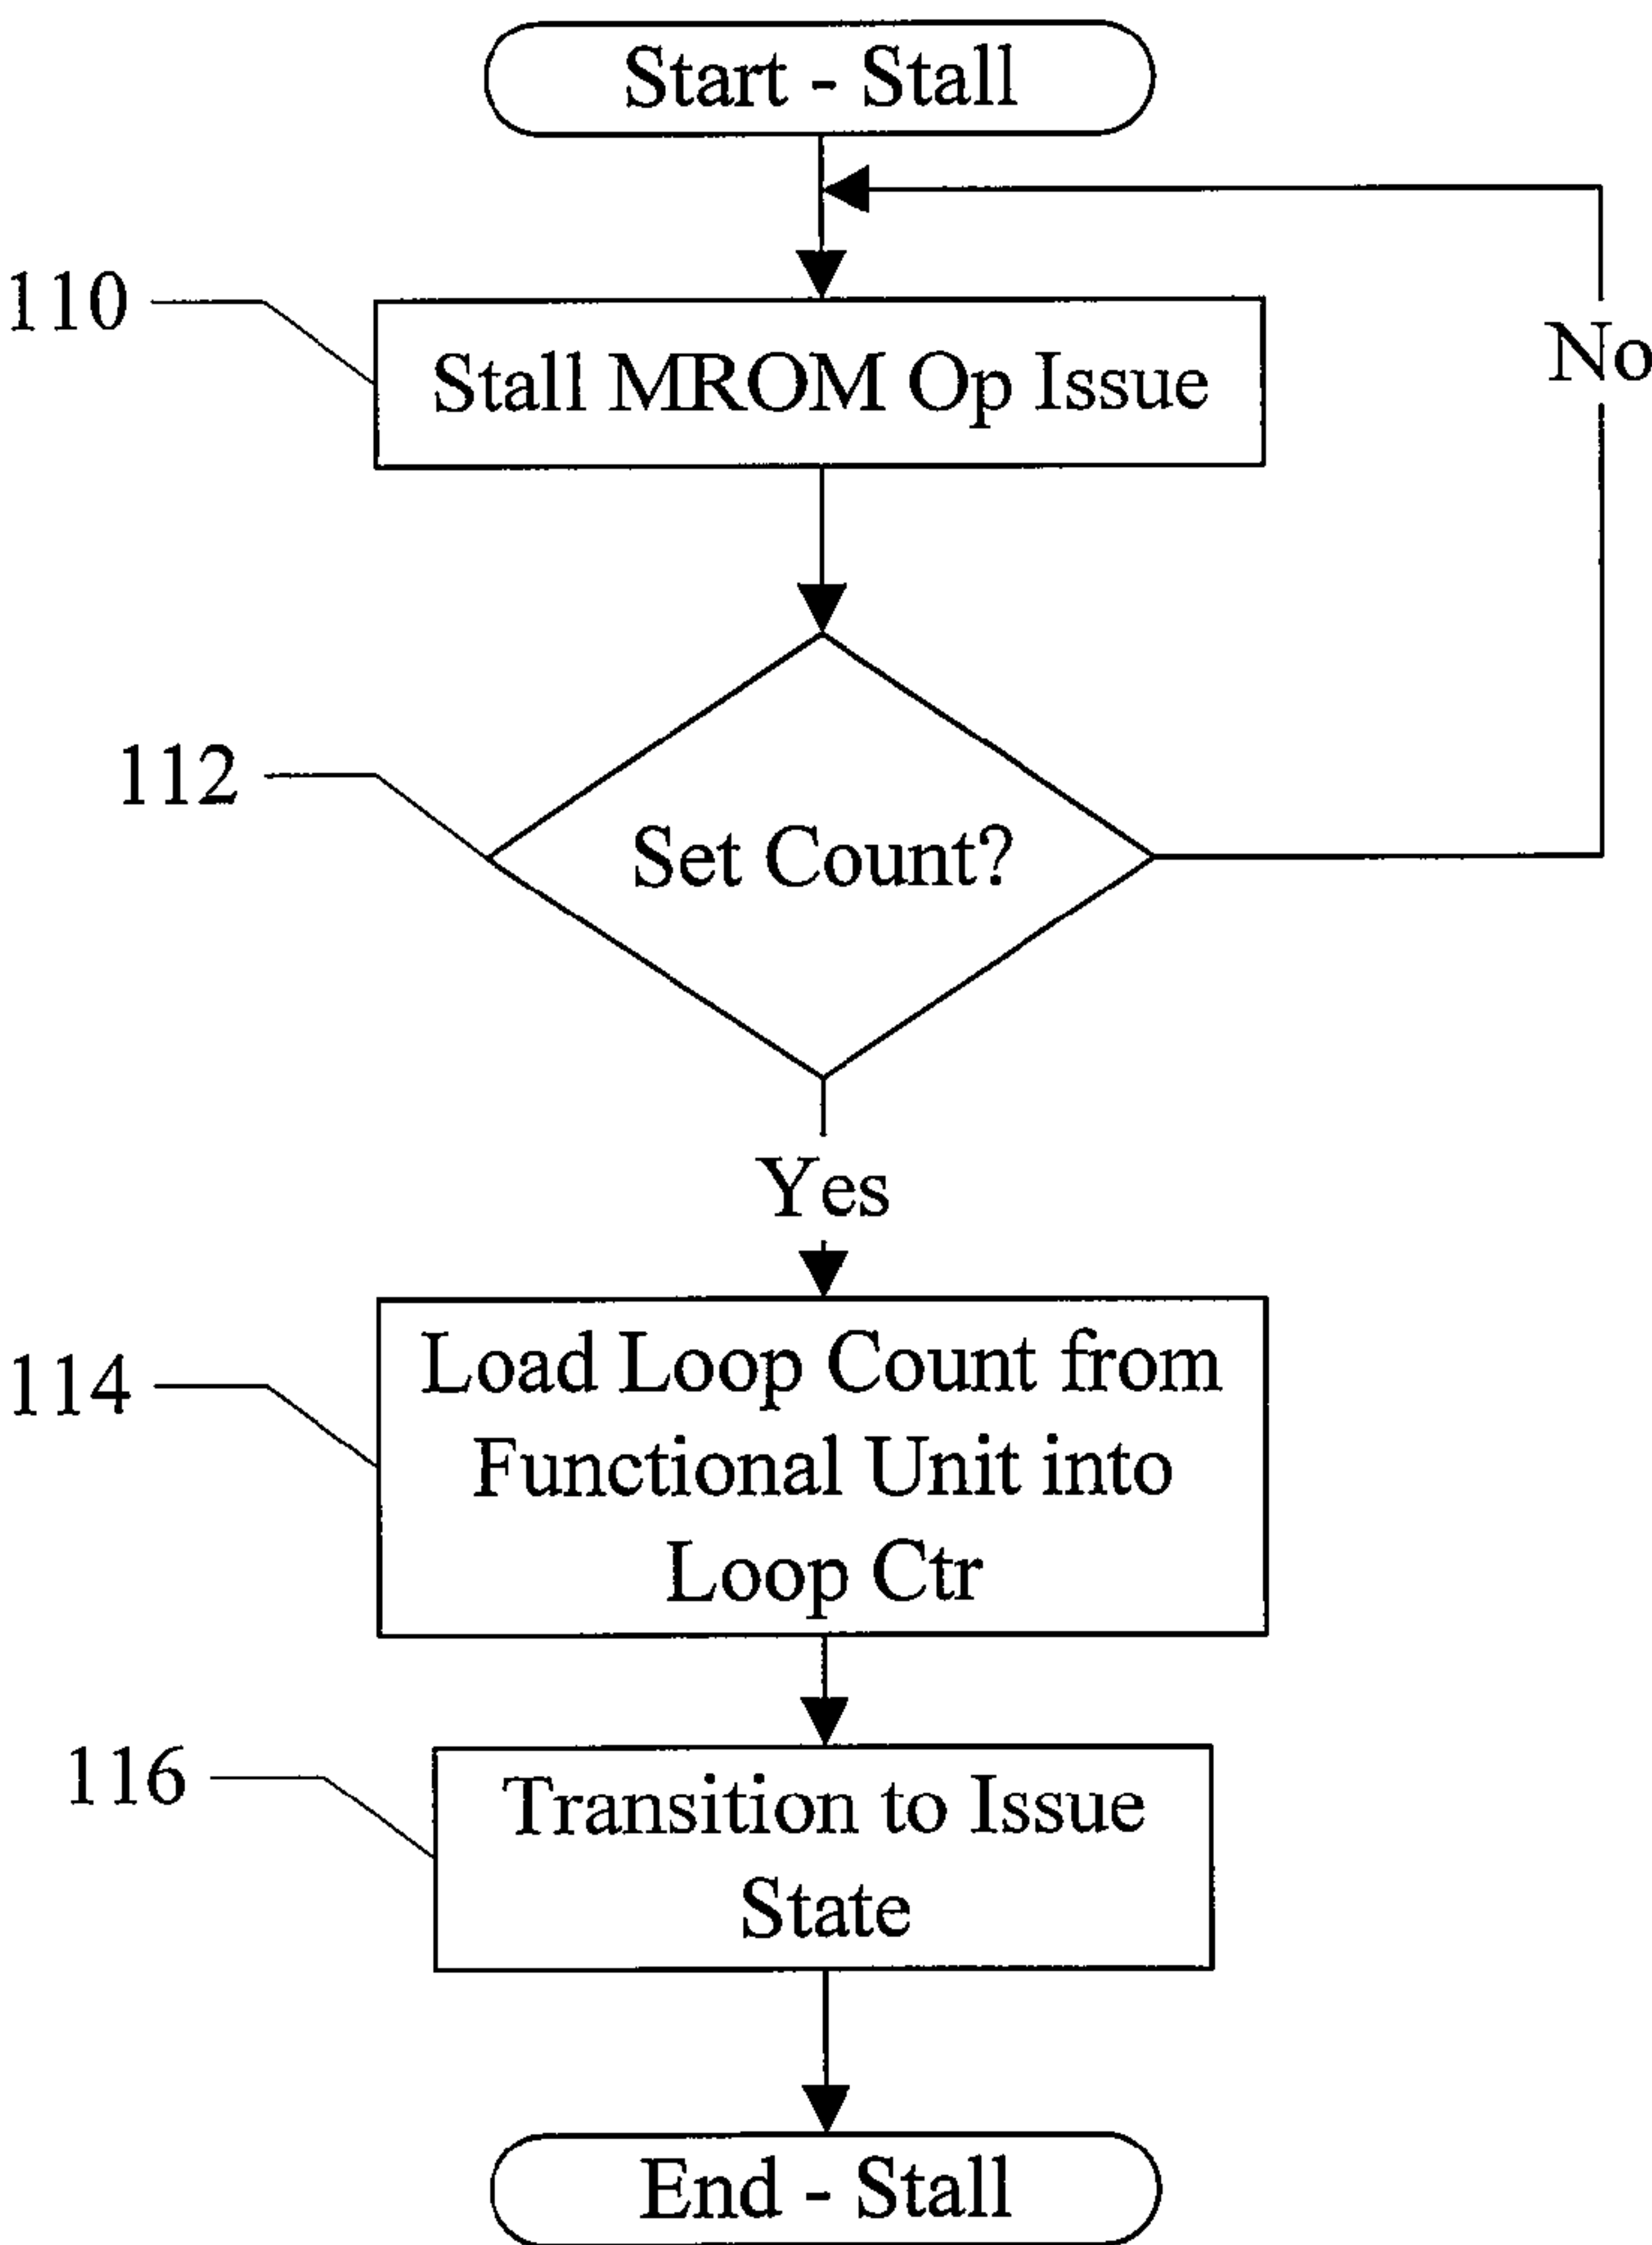 Start - Stall
110
Stall MROM Op Issue
No
112
Set Count?
Yes
114
Load Loop Count from
Functional Unit into
Loop Ctr
116
Transition to Issue
State
End - Stall